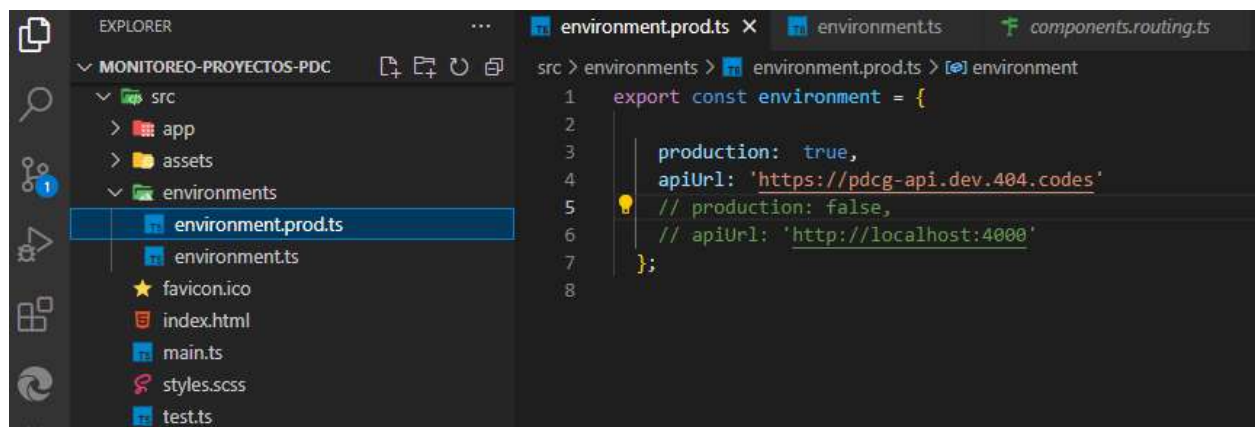 EXPLORER ...
MONITOREO-PROYECTOS-PDC
src
app
assets
environments
environment.prod.ts
environment.ts
favicon.ico
index.html
main.ts
styles.scss
test.ts
1
environment.prod.ts environment.ts components.routing.ts
src > environments > environment.prod.ts > environment
1 export const environment = {
2
3 production: true,
4 apiUrl: 'https://pdcg-api.dev.404.codes'
5 // production: false,
6 // apiUrl: 'http://localhost:4000'
7 };
8